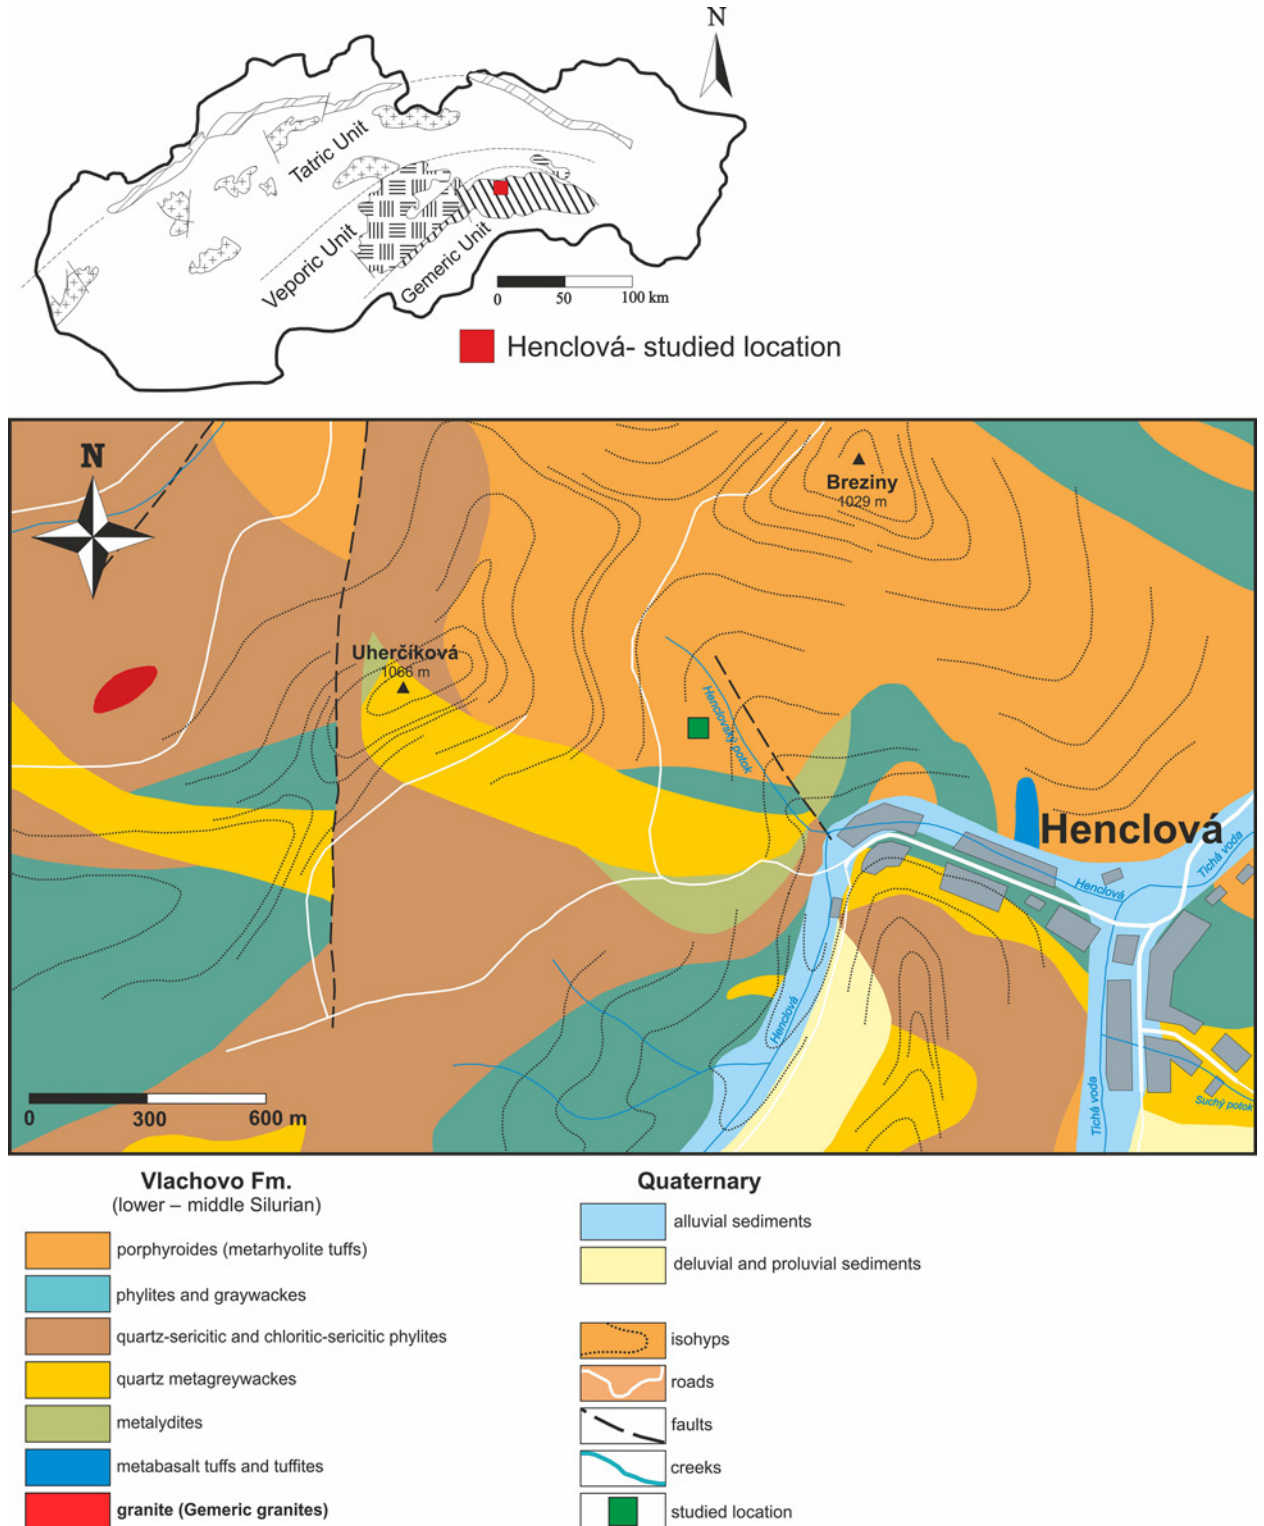 N
Tatric Unit
Veporic Unit
Gemeric Unit
0 50 100 km
Henclová- studied location
N
Breziny
1029 m
Uherčíková
1066 m
Henclovský potok
Henclová
Tichá voda
Henclová
Henclová
Tichá voda
Suchý potok
0 300 600 m
Vlachovo Fm.
(lower – middle Silurian)
porphyroides (metarhyolite tuffs)
phylites and graywackes
quartz-sericitic and chloritic-sericitic phylites
quartz metagreywackes
metalydites
metabasalt tuffs and tuffites
granite (Gemeric granites)
Quaternary
alluvial sediments
deluvial and proluvial sediments
isohyps
roads
faults
creeks
studied location